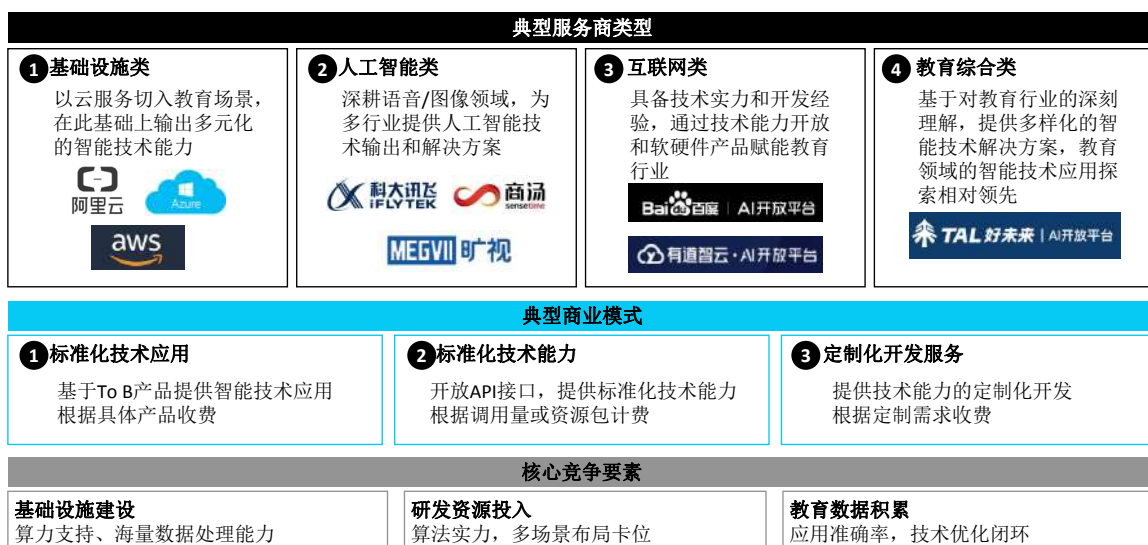 典型服务商类型
1 基础设施类
以云服务切入教育场景，
在此基础上输出多元化
的智能技术能力
阿里云
Azure
aws
2 人工智能类
深耕语音/图像领域，为
多行业提供人工智能技
术输出和解决方案
科大讯飞
iFLYTEK
商汤
sensetime
MEGVII 旷视
3 互联网类
具备技术实力和开发经
验，通过技术能力开放
和软硬件产品赋能教育
行业
Bai du 百度 | AI开放平台
有道智云·AI开放平台
4 教育综合类
基于对教育行业的深刻
理解，提供多样化的智
能技术解决方案，教育
领域的智能技术应用探
索相对领先
TAL 好未来 | AI开放平台
典型商业模式
1 标准化技术应用
基于To B产品提供智能技术应用
根据具体产品收费
2 标准化技术能力
开放API接口，提供标准化技术能力
根据调用量或资源包计费
3 定制化开发服务
提供技术能力的定制化开发
根据定制需求收费
核心竞争要素
基础设施建设
算力支持、海量数据处理能力
研发资源投入
算法实力，多场景布局卡位
教育数据积累
应用准确率，技术优化闭环